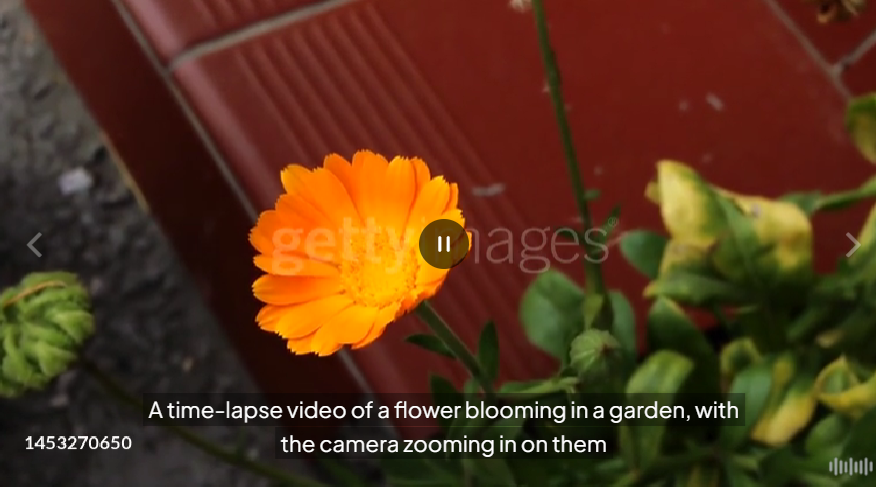 gettyimages®
A time-lapse video of a flower blooming in a garden, with
the camera zooming in on them
1453270650